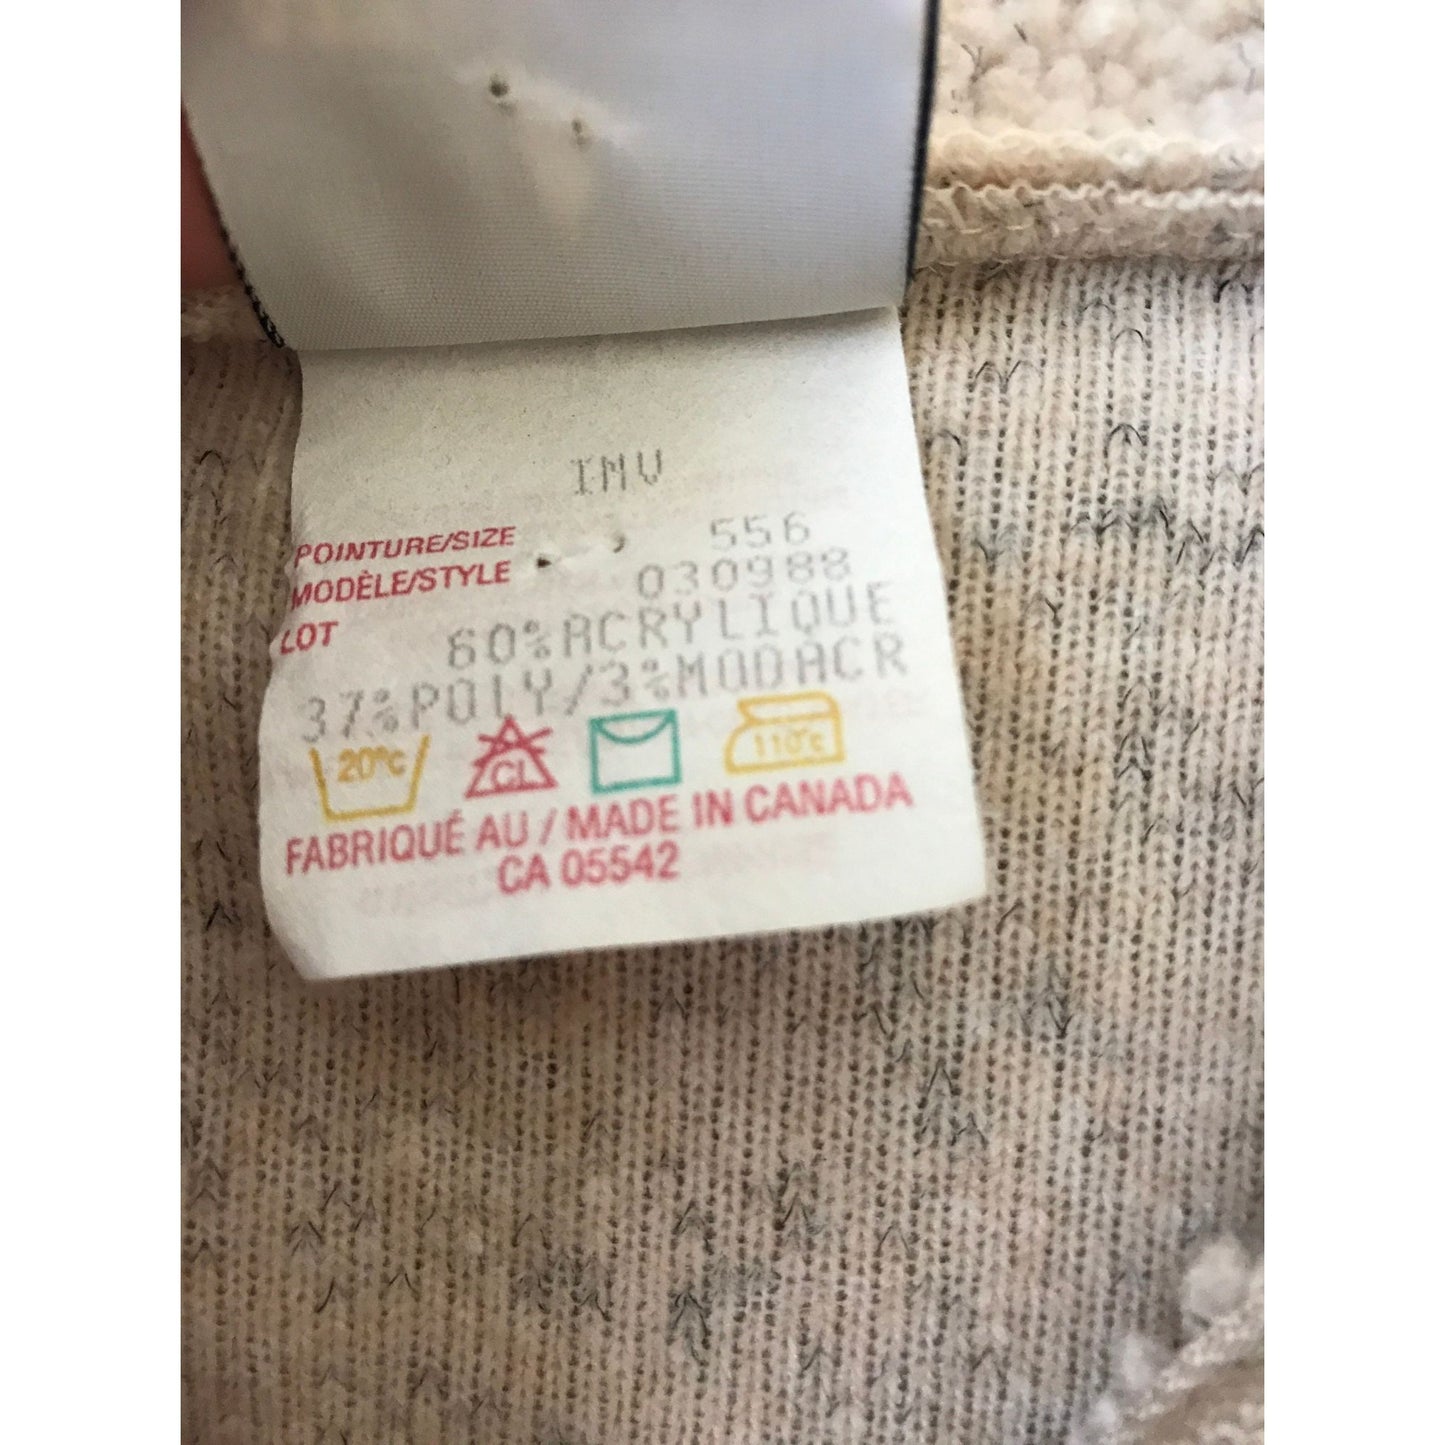 IMV
POINTURE/SIZE 556
MODÈLE/STYLE 030988
LOT 60%ACRYLIQUE
37%POLY/3%MODACR
20°C CL 110°C
FABRIQUÉ AU / MADE IN CANADA
CA 05542